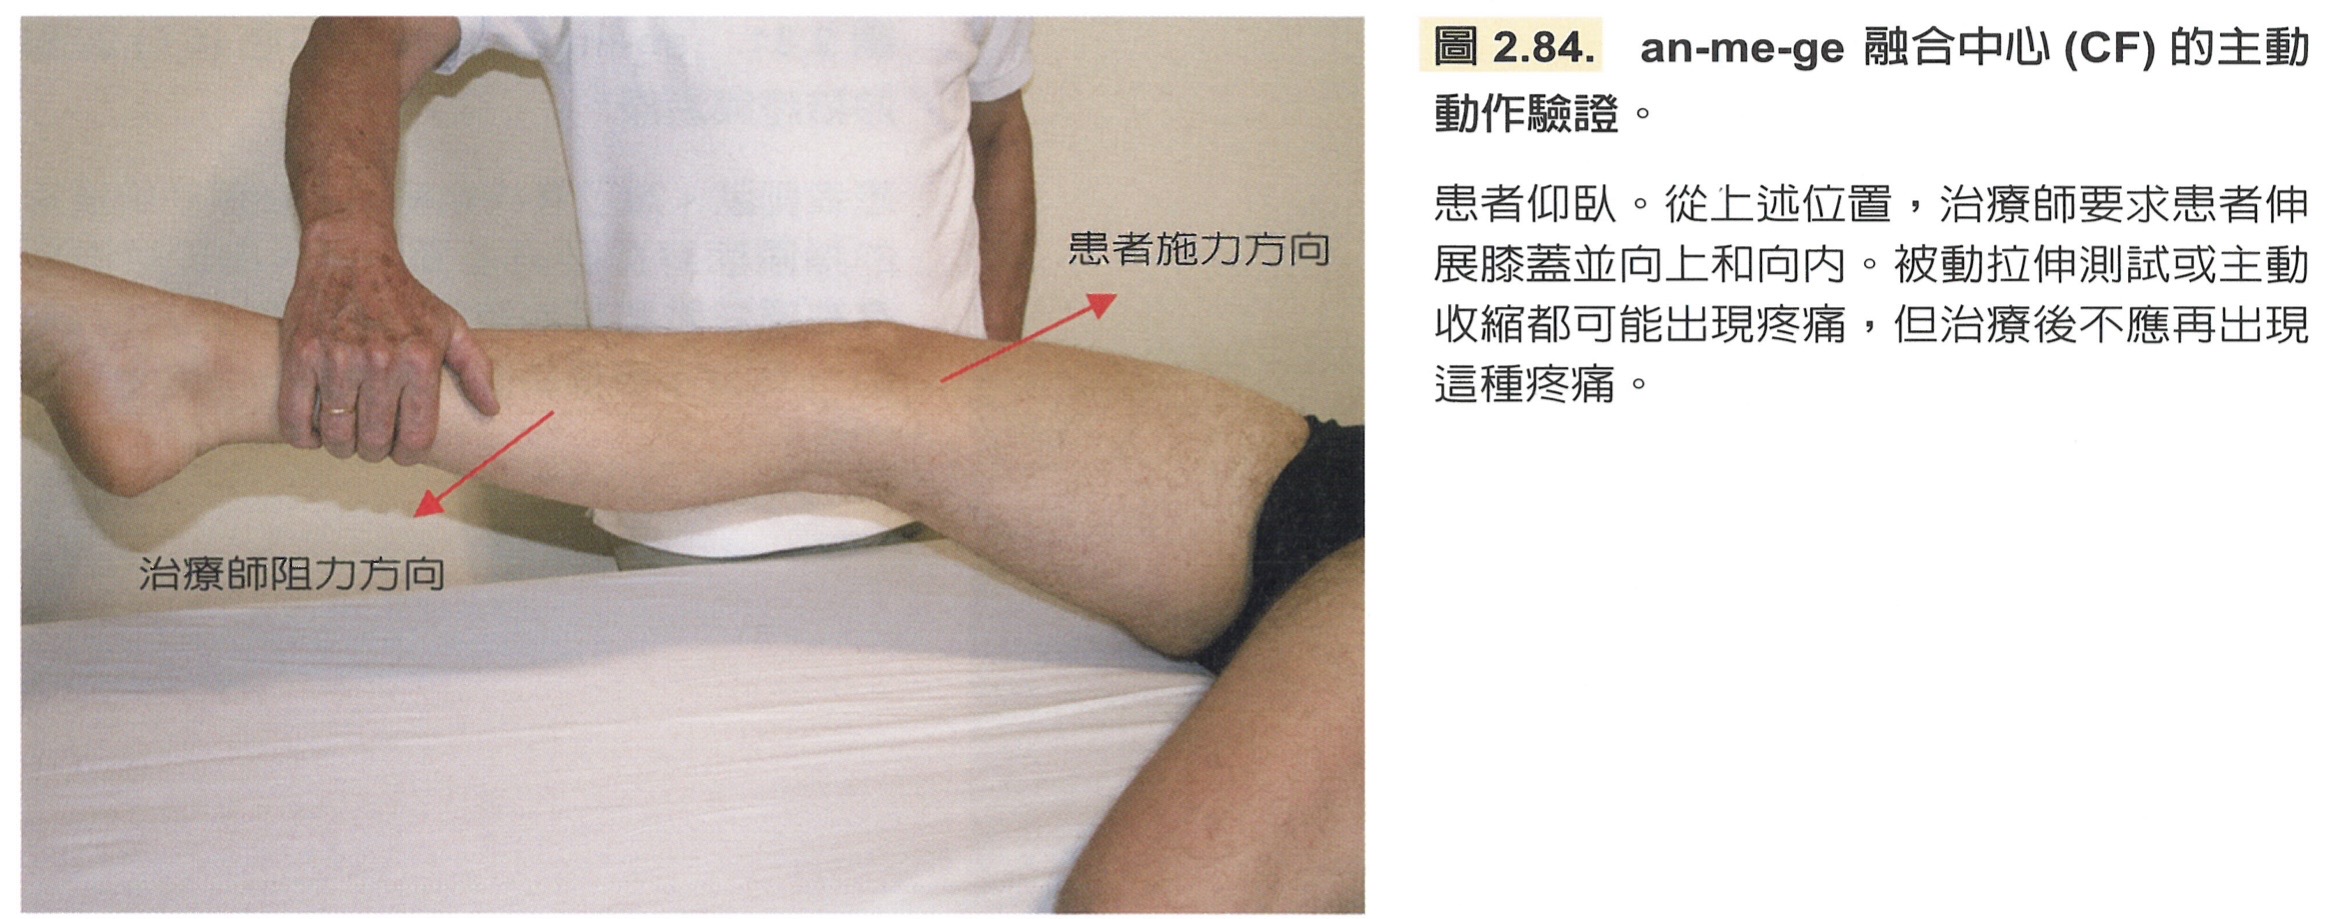 圖 2.84. an-me-ge 融合中心 (CF) 的主動
動作驗證。
患者仰臥。從上述位置，治療師要求患者伸
展膝蓋並向上和向內。被動拉伸測試或主動
收縮都可能出現疼痛，但治療後不應再出現
這種疼痛。
患者施力方向
治療師阻力方向